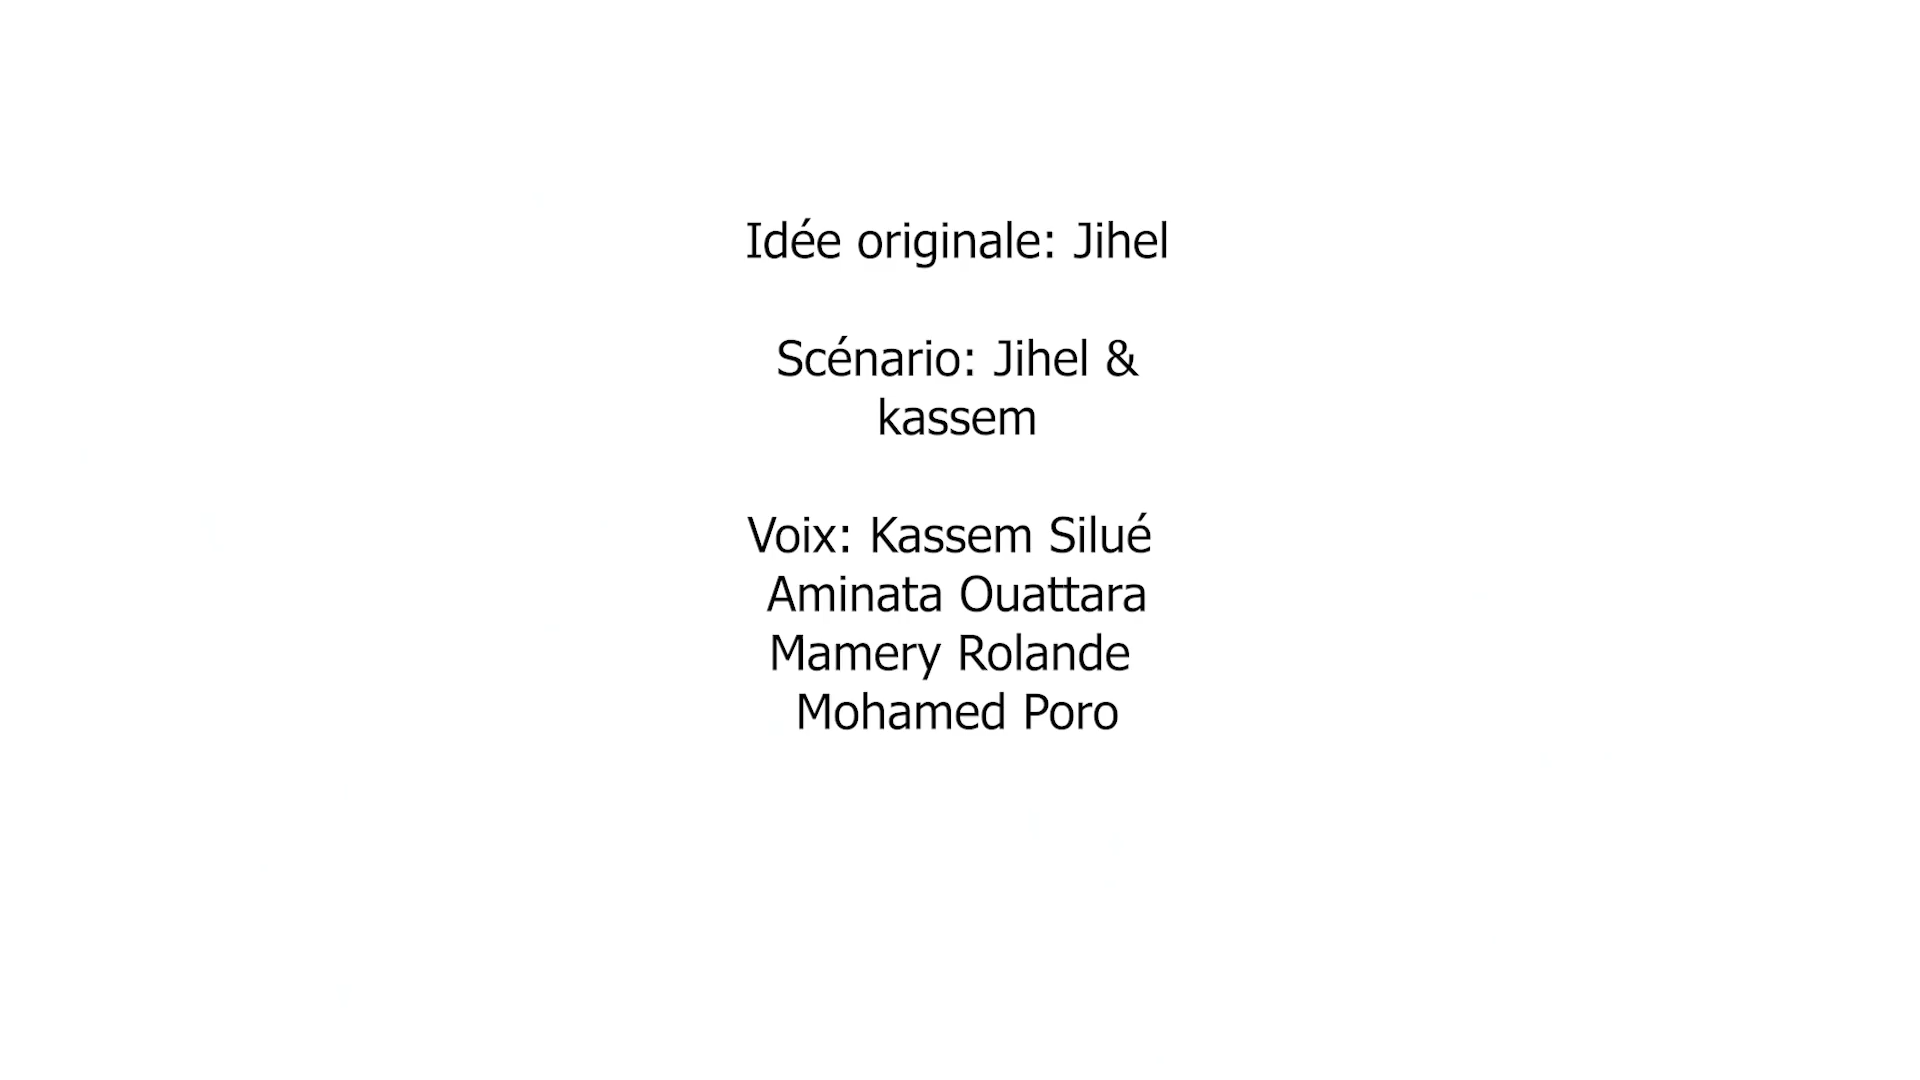 Idée originale: Jihel
Scénario: Jihel &
kassem
Voix: Kassem Silué
Aminata Ouattara
Mamery Rolande
Mohamed Poro